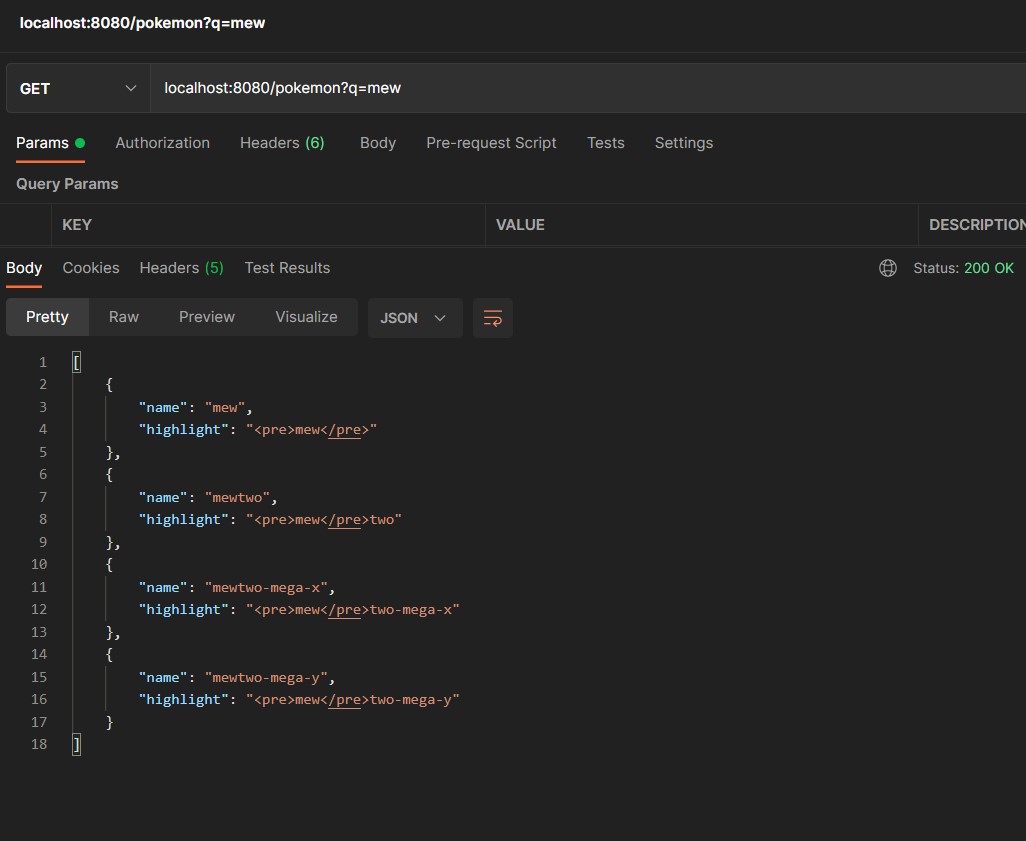 localhost:8080/pokemon?q=mew
GET localhost:8080/pokemon?q=mew
Params Authorization Headers (6) Body Pre-request Script Tests Settings
Query Params
KEY VALUE DESCRIPTION
Body Cookies Headers (5) Test Results Status: 200 OK
Pretty Raw Preview Visualize JSON
1 [
2 {
3 "name": "mew",
4 "highlight": "<pre>mew</pre>"
5 },
6 {
7 "name": "mewtwo",
8 "highlight": "<pre>mew</pre>two"
9 },
10 {
11 "name": "mewtwo-mega-x",
12 "highlight": "<pre>mew</pre>two-mega-x"
13 },
14 {
15 "name": "mewtwo-mega-y",
16 "highlight": "<pre>mew</pre>two-mega-y"
17 }
18 ]